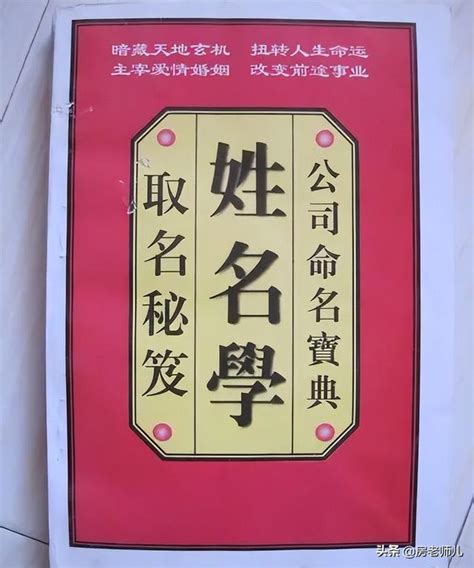 暗藏天地玄机 扭转人生命运
主宰爱情婚姻 改变前途事业
公司命名寶典
姓名學
取名秘笈
头条@房老师儿